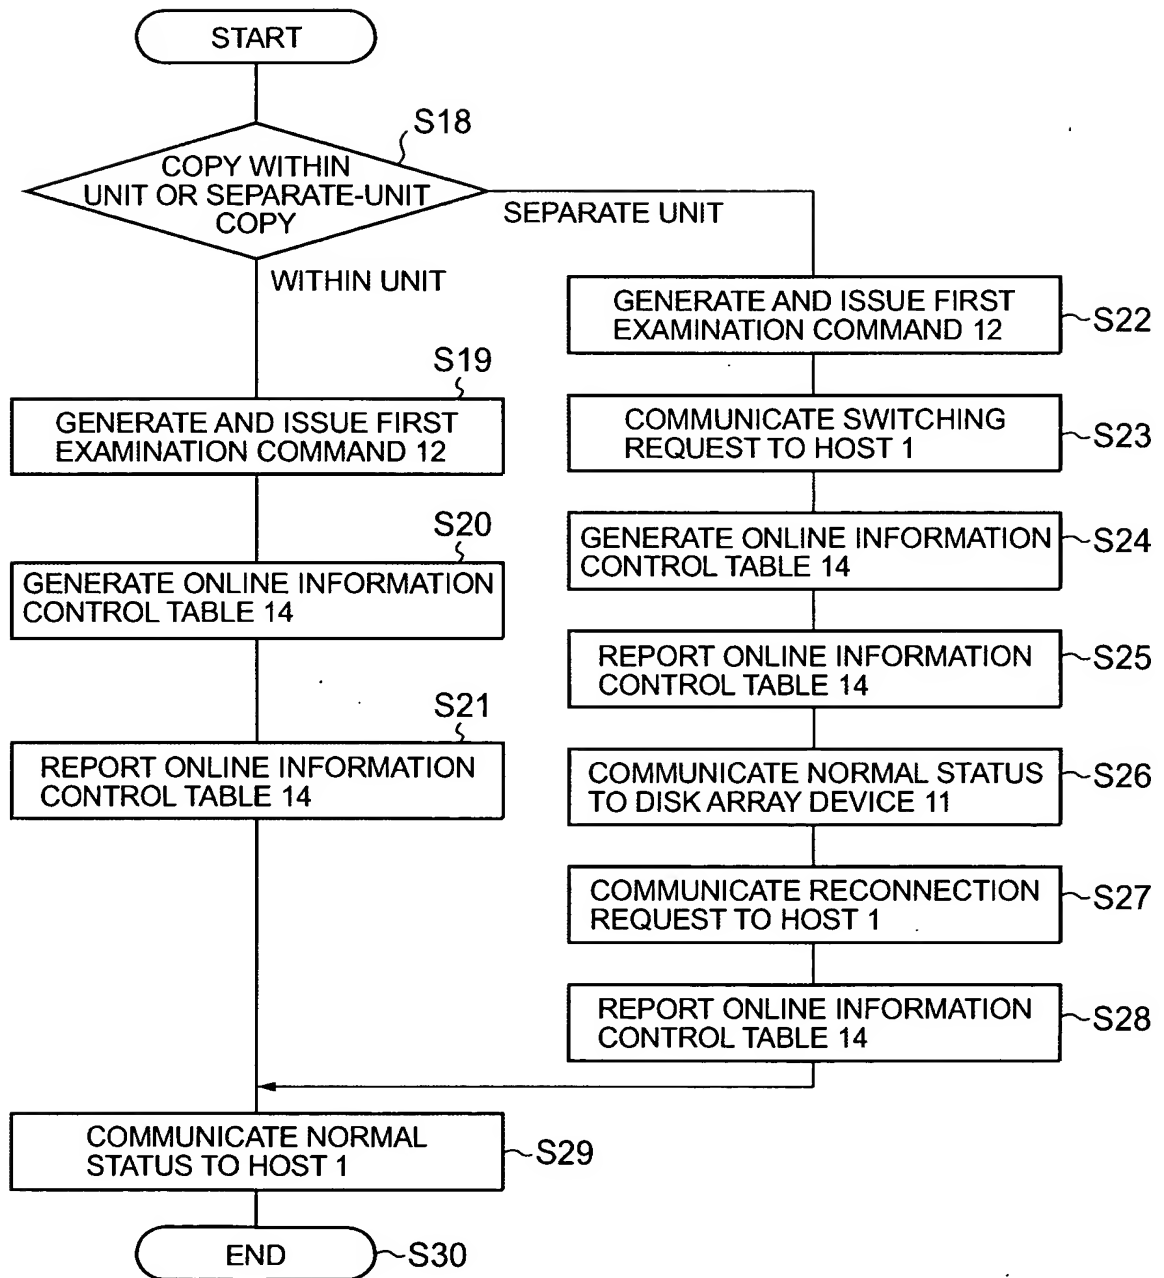 START
S18
COPY WITHIN
UNIT OR SEPARATE-UNIT
COPY
SEPARATE UNIT
WITHIN UNIT
S19
GENERATE AND ISSUE FIRST
EXAMINATION COMMAND 12
S20
GENERATE ONLINE INFORMATION
CONTROL TABLE 14
S21
REPORT ONLINE INFORMATION
CONTROL TABLE 14
GENERATE AND ISSUE FIRST
EXAMINATION COMMAND 12
S22
COMMUNICATE SWITCHING
REQUEST TO HOST 1
S23
GENERATE ONLINE INFORMATION
CONTROL TABLE 14
S24
REPORT ONLINE INFORMATION
CONTROL TABLE 14
S25
COMMUNICATE NORMAL STATUS
TO DISK ARRAY DEVICE 11
S26
COMMUNICATE RECONNECTION
REQUEST TO HOST 1
S27
REPORT ONLINE INFORMATION
CONTROL TABLE 14
S28
COMMUNICATE NORMAL
STATUS TO HOST 1
S29
END
S30